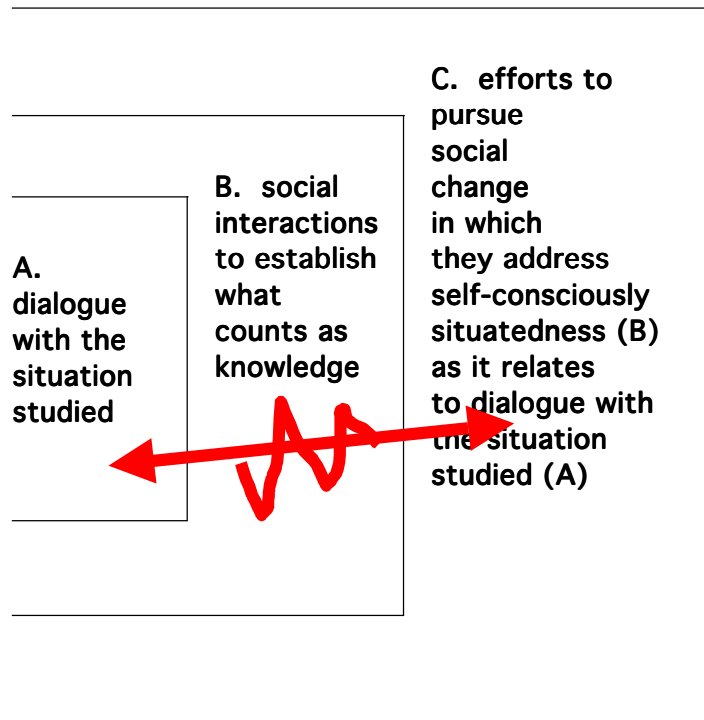 A.
dialogue
with the
situation
studied
B.  social
interactions
to establish
what
counts as
knowledge
C.  efforts to
pursue
social
change
in which
they address
self-consciously
situatedness (B)
as it relates
to dialogue with
the situation
studied (A)